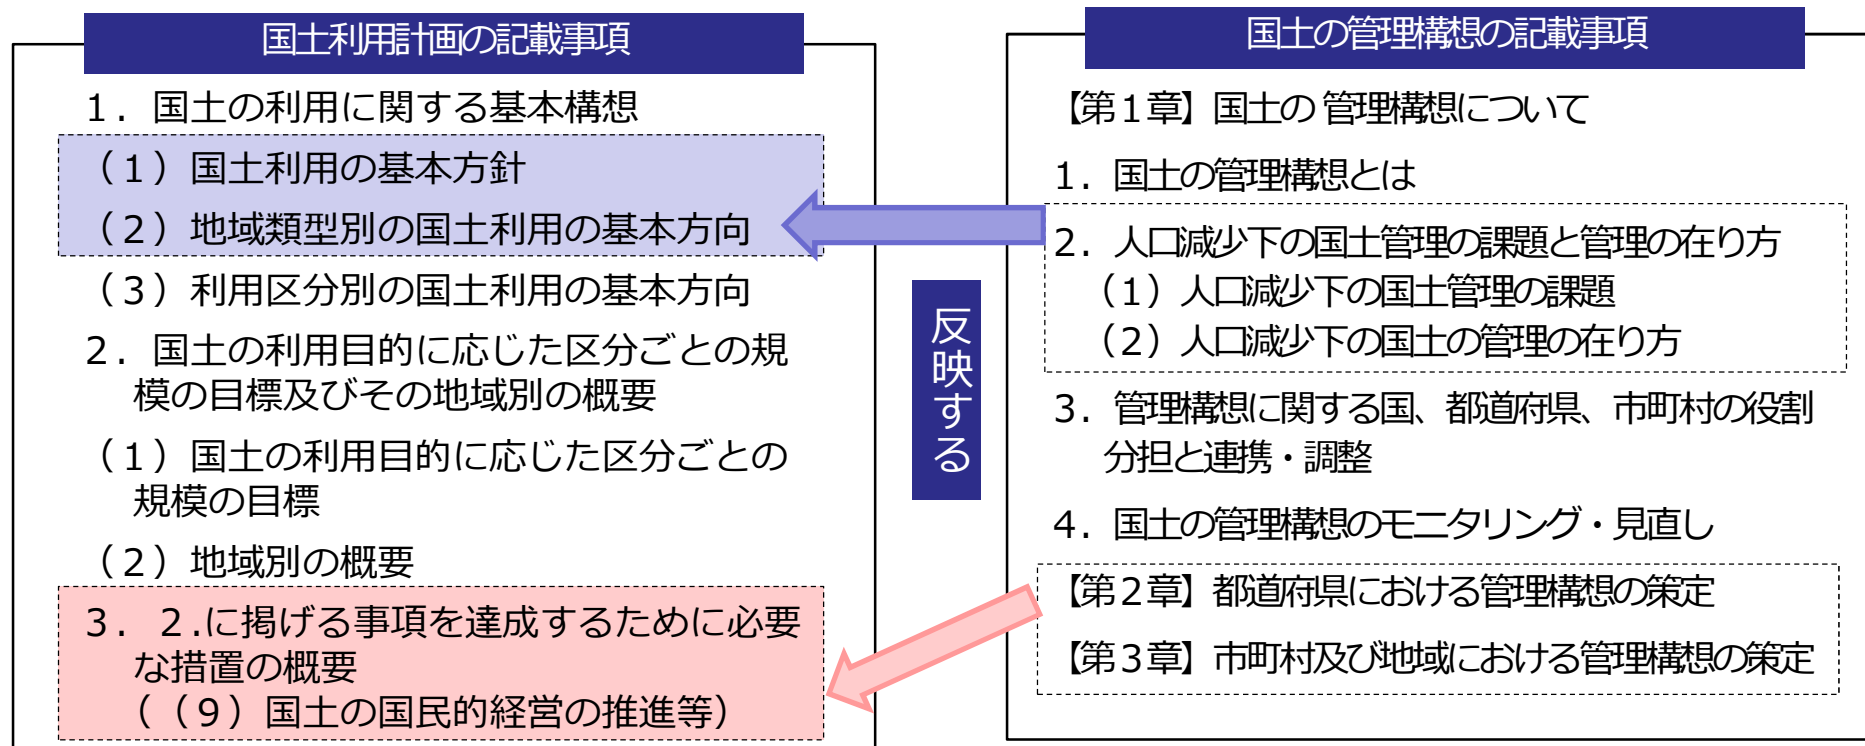 国土利用計画の記載事項
1．国土の利用に関する基本構想
（1）国土利用の基本方針
（2）地域類型別の国土利用の基本方向
（3）利用区分別の国土利用の基本方向
2．国土の利用目的に応じた区分ごとの規
模の目標及びその地域別の概要
（1）国土の利用目的に応じた区分ごとの
規模の目標
（2）地域別の概要
3．2.に掲げる事項を達成するために必要
な措置の概要
（（9）国土の国民的経営の推進等）
反映する
国土の管理構想の記載事項
【第1章】国土の 管理構想について
1．国土の管理構想とは
2．人口減少下の国土管理の課題と管理の在り方
（1）人口減少下の国土管理の課題
（2）人口減少下の国土の管理の在り方
3．管理構想に関する国、都道府県、市町村の役割
分担と連携・調整
4．国土の管理構想のモニタリング・見直し
【第2章】都道府県における管理構想の策定
【第3章】市町村及び地域における管理構想の策定